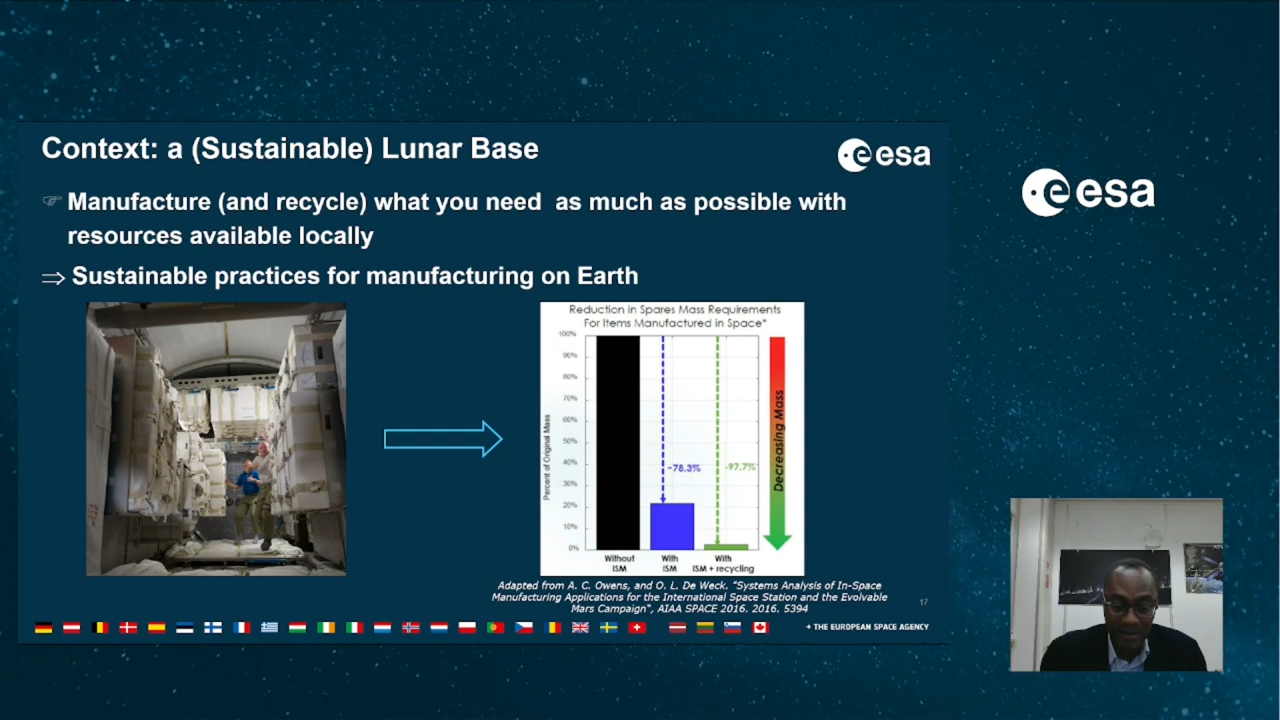 Context: a (Sustainable) Lunar Base
esa
esa
Manufacture (and recycle) what you need as much as possible with
resources available locally
⇒ Sustainable practices for manufacturing on Earth
Reduction in Spares Mass Requirements
For Items Manufactured in Space*
100%
90%
80%
70%
60%
50%
40%
30%
20%
10%
0%
Percent of Original Mass
-78.3%
-97.7%
Decreasing Mass
Without
ISM
With
ISM
With
ISM + recycling
Adapted from A. C. Owens, and O. L. De Weck. "Systems Analysis of In-Space
Manufacturing Applications for the International Space Station and the Evolvable
Mars Campaign", AIAA SPACE 2016. 2016. 5394
17
→ THE EUROPEAN SPACE AGENCY